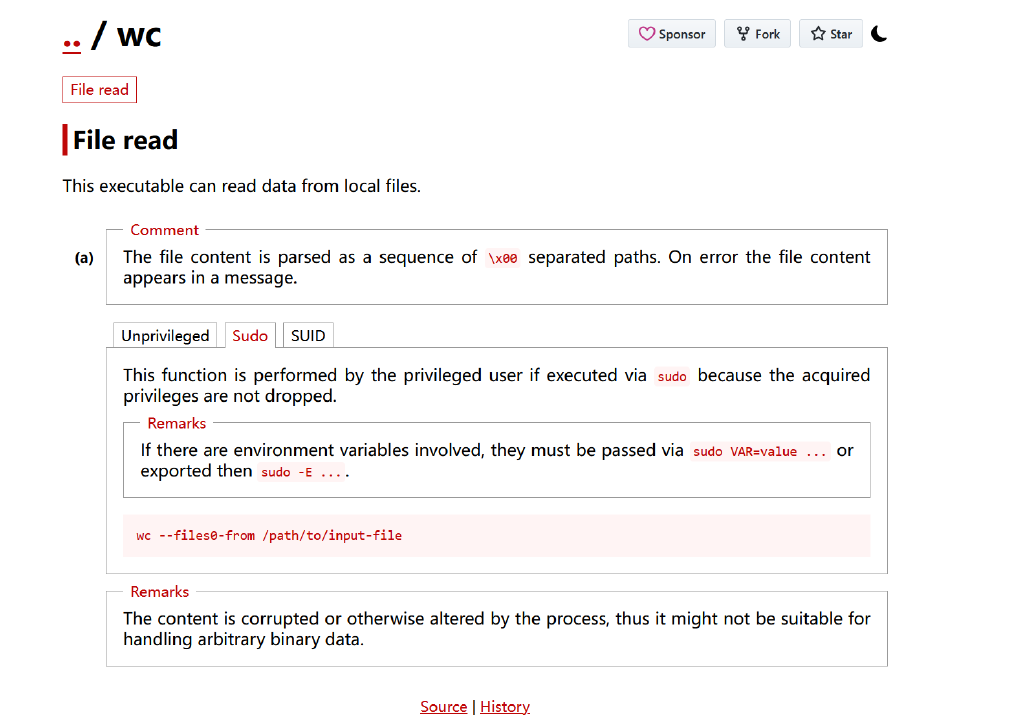 .. / wc
Sponsor Fork Star
File read
File read
This executable can read data from local files.
Comment
(a) The file content is parsed as a sequence of \x00 separated paths. On error the file content
appears in a message.
Unprivileged Sudo SUID
This function is performed by the privileged user if executed via sudo because the acquired
privileges are not dropped.
Remarks
If there are environment variables involved, they must be passed via sudo VAR=value ... or
exported then sudo -E ....
wc --files0-from /path/to/input-file
Remarks
The content is corrupted or otherwise altered by the process, thus it might not be suitable for
handling arbitrary binary data.
Source | History